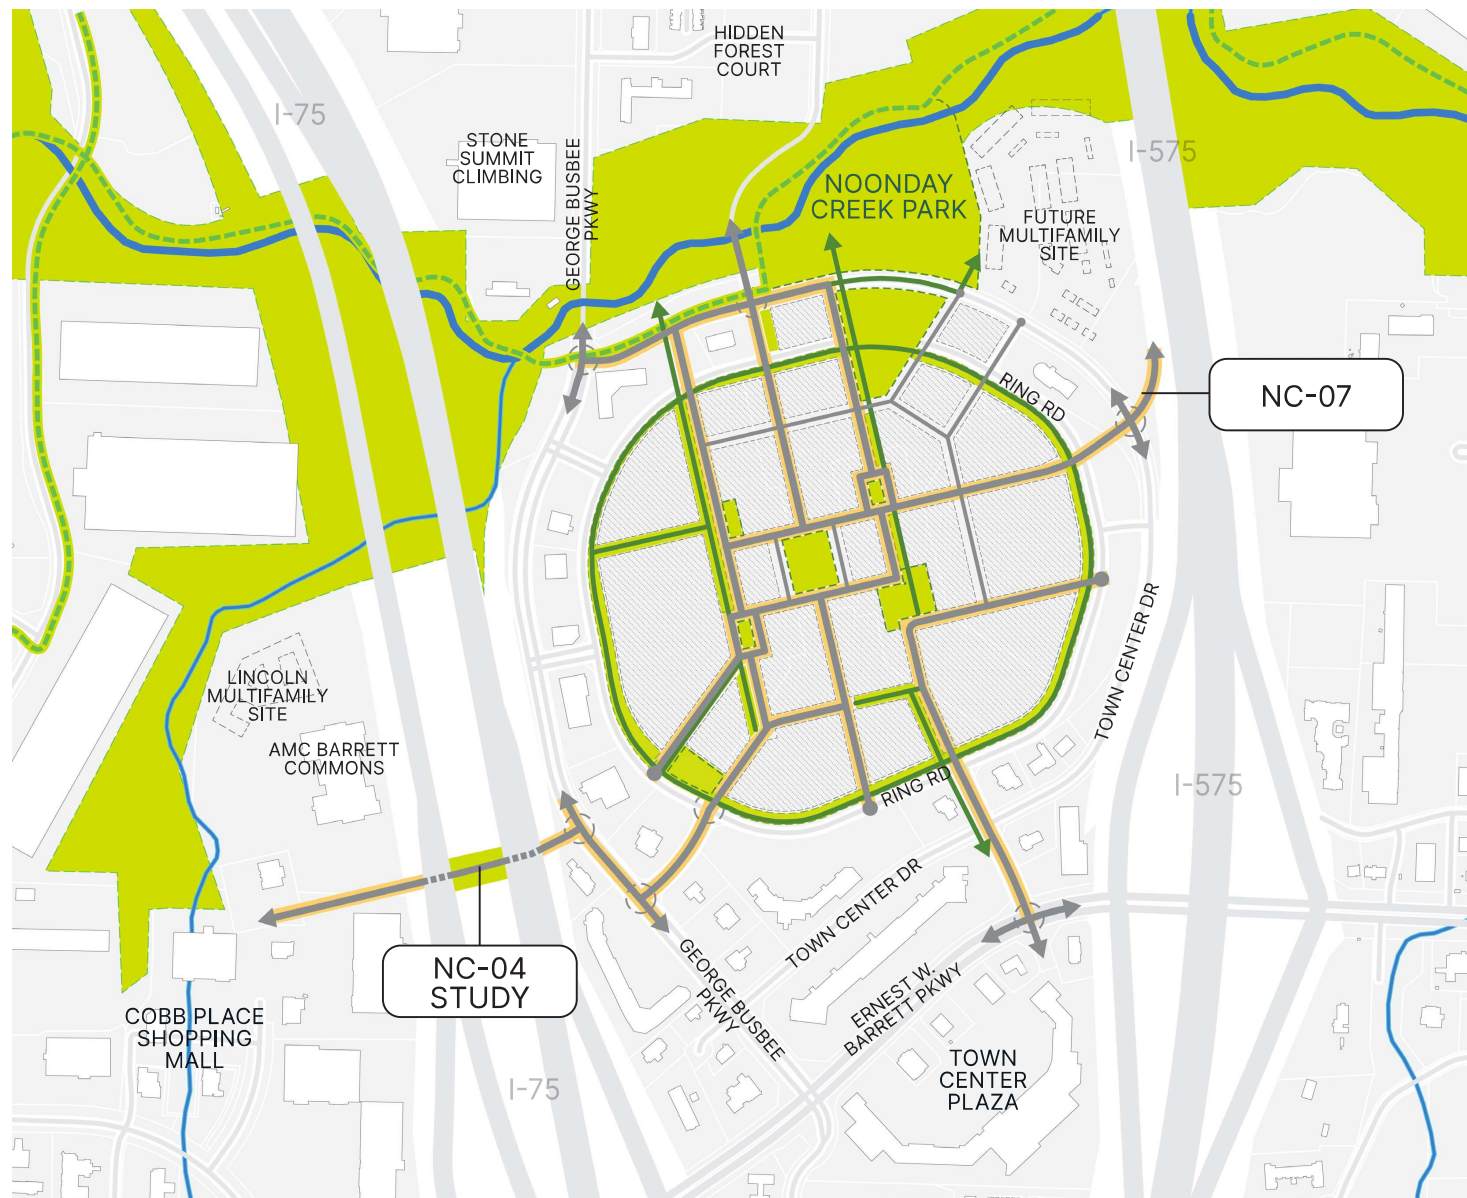 HIDDEN
FOREST
COURT
I-75
STONE
SUMMIT
CLIMBING
I-575
GEORGE BUSBEE
PKWY
NOONDAY
CREEK PARK
FUTURE
MULTIFAMILY
SITE
NC-07
RING RD
TOWN CENTER DR
LINCOLN
MULTIFAMILY
SITE
AMC BARRETT
COMMONS
RING RD
I-575
TOWN CENTER DR
NC-04
STUDY
GEORGE BUSBEE
PKWY
ERNEST W.
BARRETT PKWY
COBB PLACE
SHOPPING
MALL
TOWN
CENTER
PLAZA
I-75